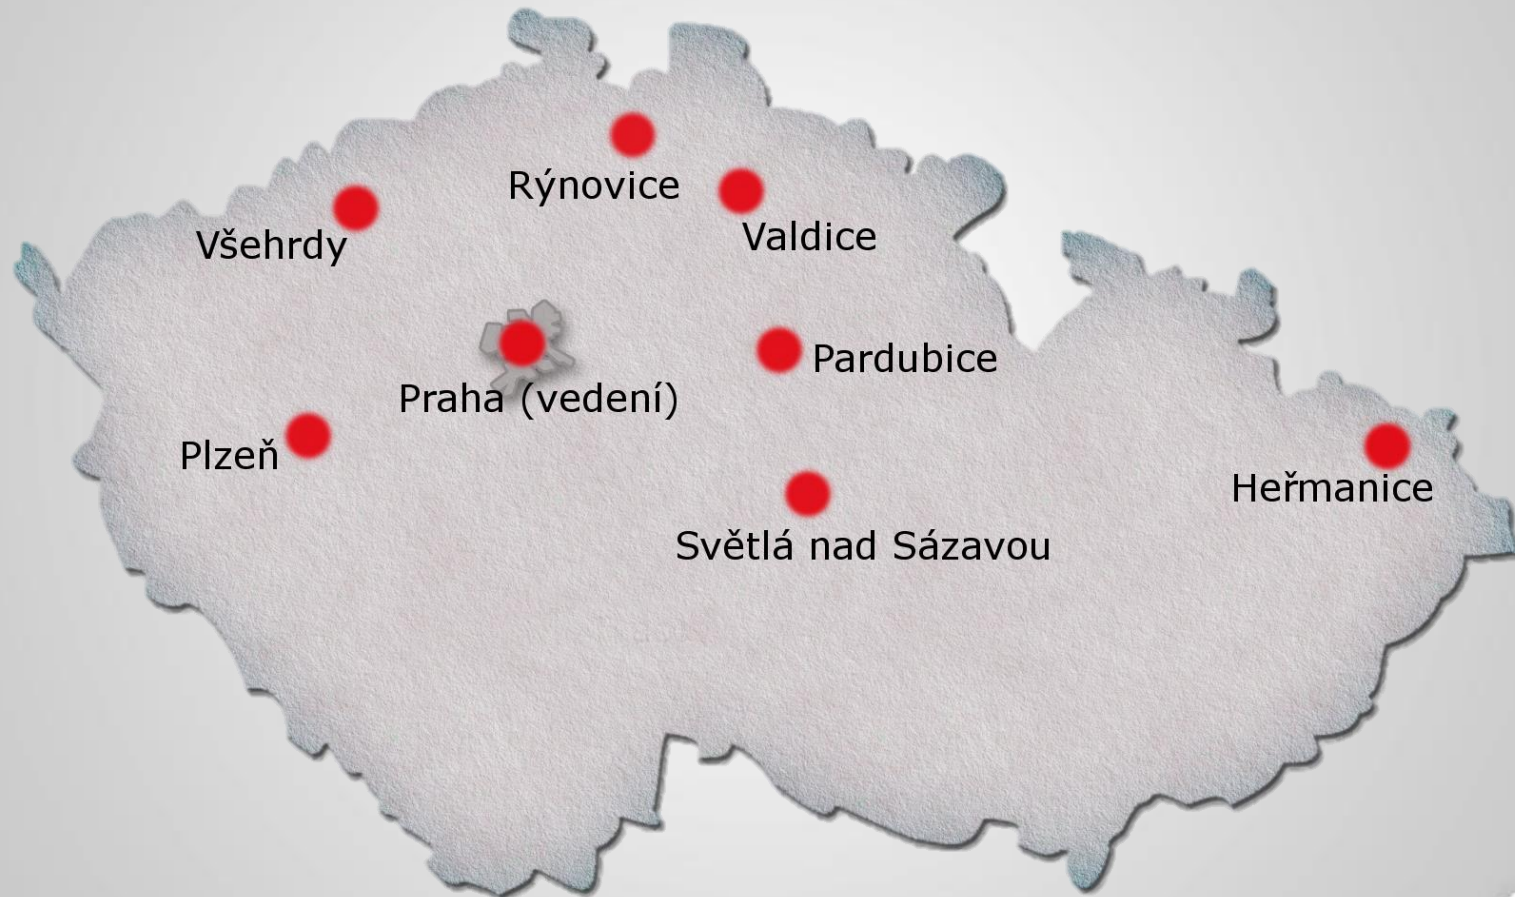 Rýnovice
Valdice
Všehrdy
Pardubice
Praha (vedení)
Plzeň
Heřmanice
Světlá nad Sázavou